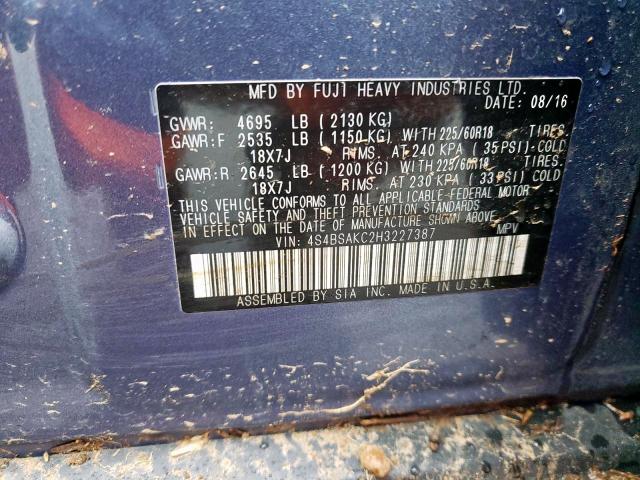 MFD BY FUJI HEAVY INDUSTRIES LTD.
DATE: 08/16
GVWR: 4695 LB (2130 KG)
GAWR:F 2535 LB (1150 KG) WITH 225/60R18 TIRES.
18X7J RIMS. AT 240 KPA (35 PSI) COLD
GAWR:R 2645 LB (1200 KG) WITH 225/60R18 TIRES.
18X7J RIMS. AT 230 KPA (33 PSI) COLD
THIS VEHICLE CONFORMS TO ALL APPLICABLE FEDERAL MOTOR
VEHICLE SAFETY AND THEFT PREVENTION STANDARDS
IN EFFECT ON THE DATE OF MANUFACTURE SHOWN ABOVE.
VIN: 4S4BSAKC2H3227387 MPV
ASSEMBLED BY SIA INC. MADE IN U.S.A.